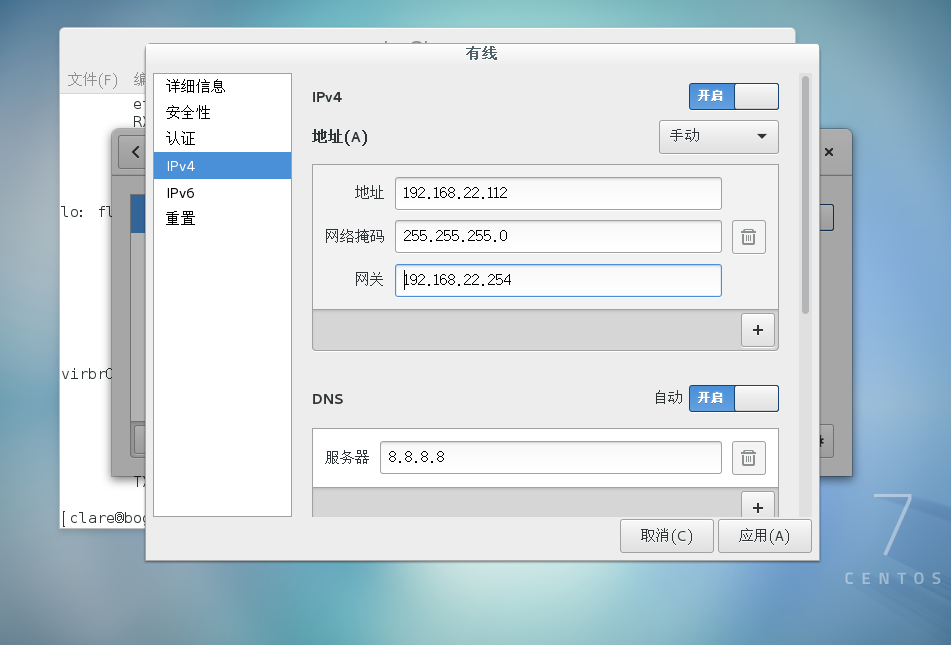 有线
文件(F) 编
详细信息
安全性
认证
IPv4
IPv6
重置
IPv4 开启
地址(A) 手动
地址 192.168.22.112
网络掩码 255.255.255.0
网关 192.168.22.254
+
DNS 自动 开启
服务器 8.8.8.8
+
取消(C) 应用(A)
RX
lo: fl
virbr0
TX
[clare@bog
7
CENTOS